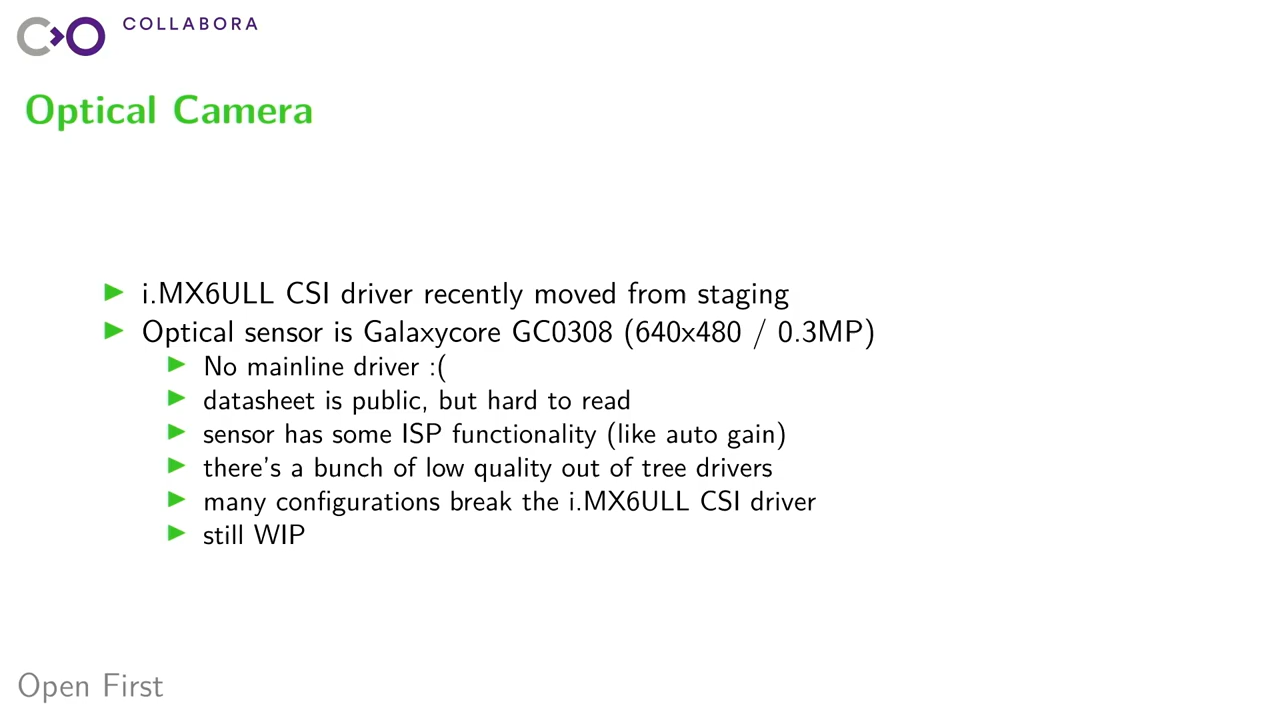 COLLABORA
Optical Camera
i.MX6ULL CSI driver recently moved from staging
Optical sensor is Galaxycore GC0308 (640x480 / 0.3MP)
No mainline driver :(
datasheet is public, but hard to read
sensor has some ISP functionality (like auto gain)
there's a bunch of low quality out of tree drivers
many configurations break the i.MX6ULL CSI driver
still WIP
Open First